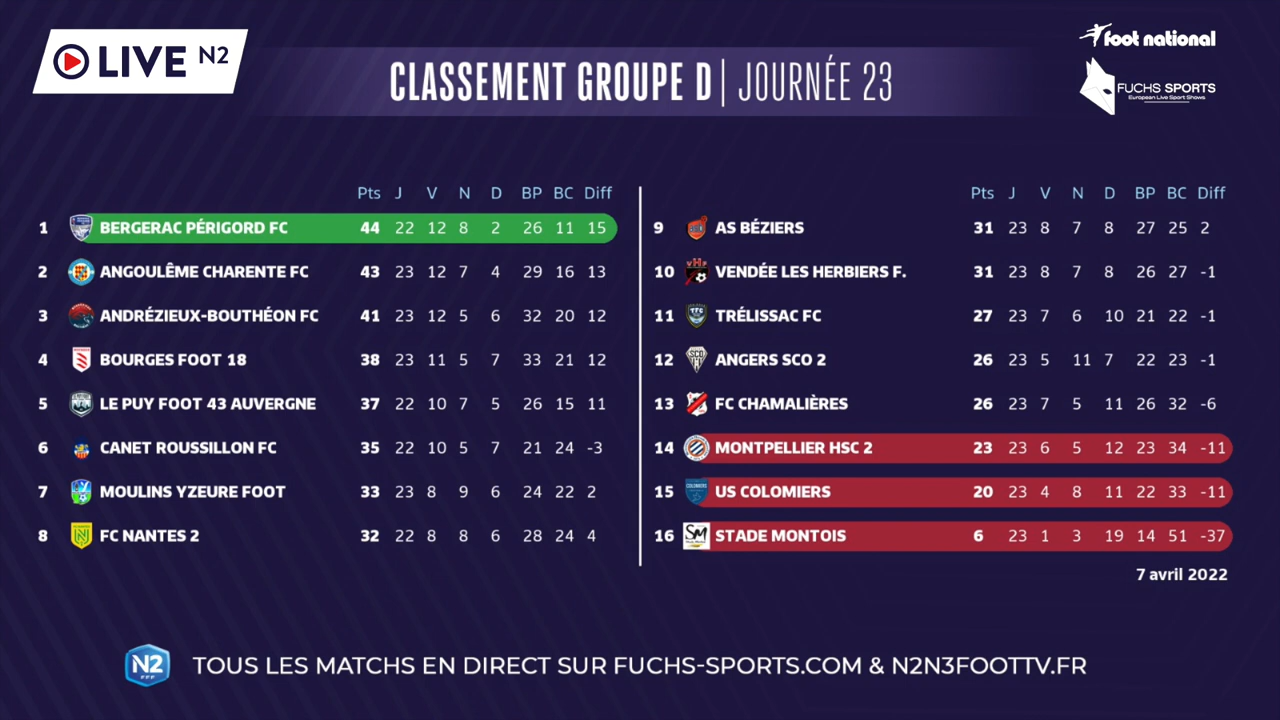 LIVE N2
foot national
FUCHS SPORTS
European Live Sport Shows
CLASSEMENT GROUPE D | JOURNÉE 23
Pts J V N D BP BC Diff
1 BERGERAC PÉRIGORD FC 44 22 12 8 2 26 11 15
2 ANGOULÊME CHARENTE FC 43 23 12 7 4 29 16 13
3 ANDRÉZIEUX-BOUTHÉON FC 41 23 12 5 6 32 20 12
4 BOURGES FOOT 18 38 23 11 5 7 33 21 12
5 LE PUY FOOT 43 AUVERGNE 37 22 10 7 5 26 15 11
6 CANET ROUSSILLON FC 35 22 10 5 7 21 24 -3
7 MOULINS YZEURE FOOT 33 23 8 9 6 24 22 2
8 FC NANTES 2 32 22 8 8 6 28 24 4
Pts J V N D BP BC Diff
9 AS BÉZIERS 31 23 8 7 8 27 25 2
10 VENDÉE LES HERBIERS F. 31 23 8 7 8 26 27 -1
11 TRÉLISSAC FC 27 23 7 6 10 21 22 -1
12 ANGERS SCO 2 26 23 5 11 7 22 23 -1
13 FC CHAMALIÈRES 26 23 7 5 11 26 32 -6
14 MONTPELLIER HSC 2 23 23 6 5 12 23 34 -11
15 US COLOMIERS 20 23 4 8 11 22 33 -11
16 SM STADE MONTOIS 6 23 1 3 19 14 51 -37
7 avril 2022
N2
FFF
TOUS LES MATCHS EN DIRECT SUR FUCHS-SPORTS.COM & N2N3FOOTTV.FR